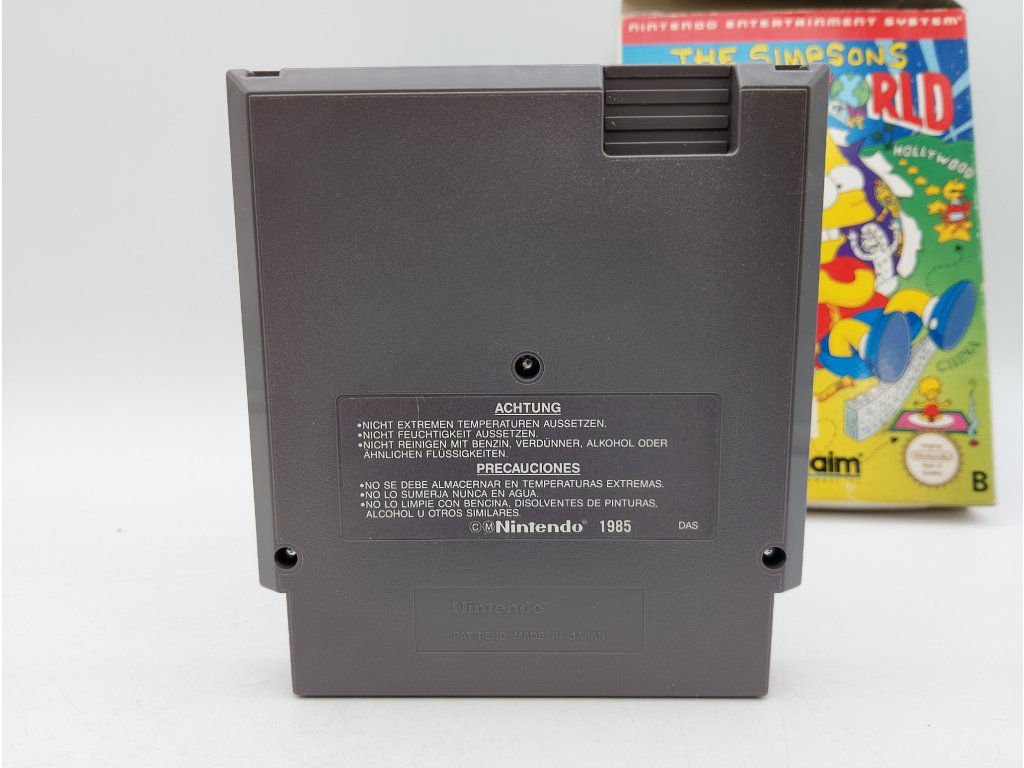 NINTENDO ENTERTAINMENT SYSTEM
THE SIMPSONS
RLD
HOLLYWOOD
CHINA
Nintendo
aim
B
ACHTUNG
•NICHT EXTREMEN TEMPERATUREN AUSSETZEN.
•NICHT FEUCHTIGKEIT AUSSETZEN.
•NICHT REINIGEN MIT BENZIN, VERDÜNNER, ALKOHOL ODER
ÄHNLICHEN FLÜSSIGKEITEN.
PRECAUCIONES
•NO SE DEBE ALMACERNAR EN TEMPERATURAS EXTREMAS.
•NO LO SUMERJA NUNCA EN AGUA.
•NO LO LIMPIE CON BENCINA, DISOLVENTES DE PINTURAS,
ALCOHOL U OTROS SIMILARES.
©ⓂNintendo® 1985 DAS
Nintendo®
PAT PEND MADE IN JAPAN